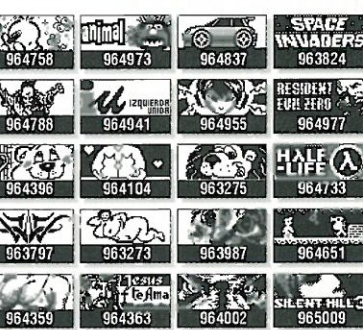 SPACE
INVADERS
964758
animal
964973
964837
963824
964788
IZQUIERDA
UNIDA
964941
964955
RESIDENT
EVIL ZERO
964977
964396
964104
963275
HALF
-LIFE λ
964733
963797
963273
963987
964651
964359
Te Ama
964363
964002
SILENT HILL 3
965009